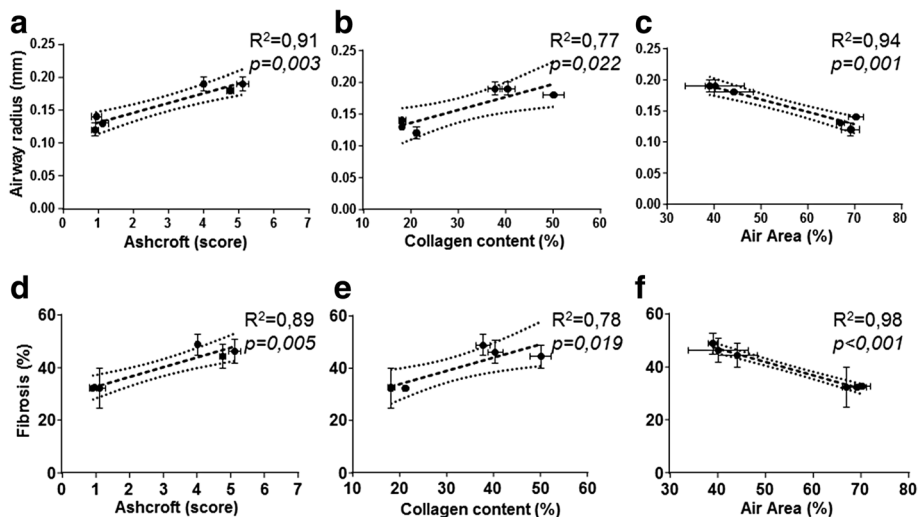 a
R²=0,91
p=0,003
Airway radius (mm)
0.25
0.20
0.15
0.10
0.05
0.00
0 1 2 3 4 5 6 7
Ashcroft (score)
b
R²=0,77
p=0,022
0.25
0.20
0.15
0.10
0.05
0.00
10 20 30 40 50 60
Collagen content (%)
c
R²=0,94
p=0,001
0.25
0.20
0.15
0.10
0.05
0.00
30 40 50 60 70 80
Air Area (%)
d
R²=0,89
p=0,005
Fibrosis (%)
60
40
20
0
0 1 2 3 4 5 6 7
Ashcroft (score)
e
R²=0,78
p=0,019
60
40
20
0
10 20 30 40 50 60
Collagen content (%)
f
R²=0,98
p<0,001
60
40
20
0
30 40 50 60 70 80
Air Area (%)